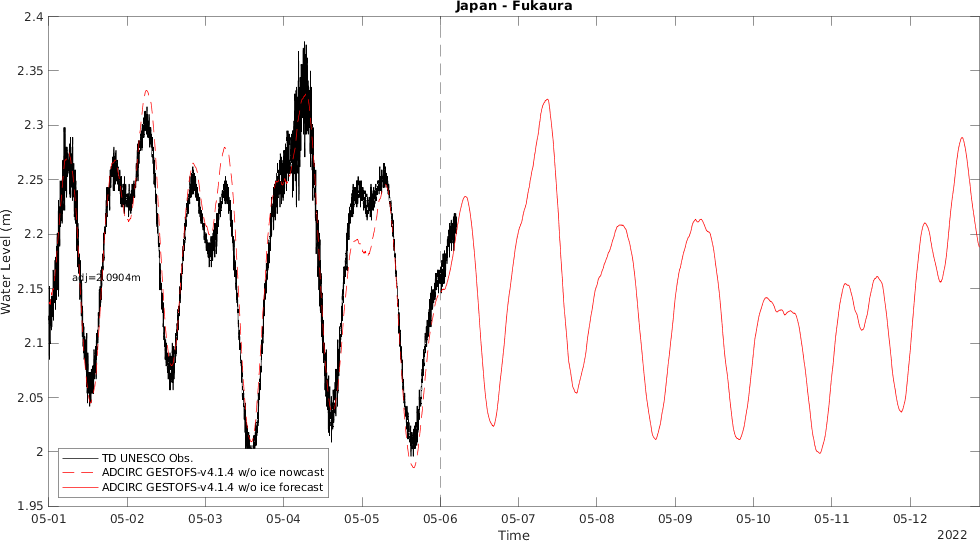 Japan - Fukaura
2.4
2.35
2.3
2.25
2.2
2.15
2.1
2.05
2
1.95
Water Level (m)
adj=2.0904m
TD UNESCO Obs.
ADCIRC GESTOFS-v4.1.4 w/o ice nowcast
ADCIRC GESTOFS-v4.1.4 w/o ice forecast
05-01 05-02 05-03 05-04 05-05 05-06 05-07 05-08 05-09 05-10 05-11 05-12
Time
2022